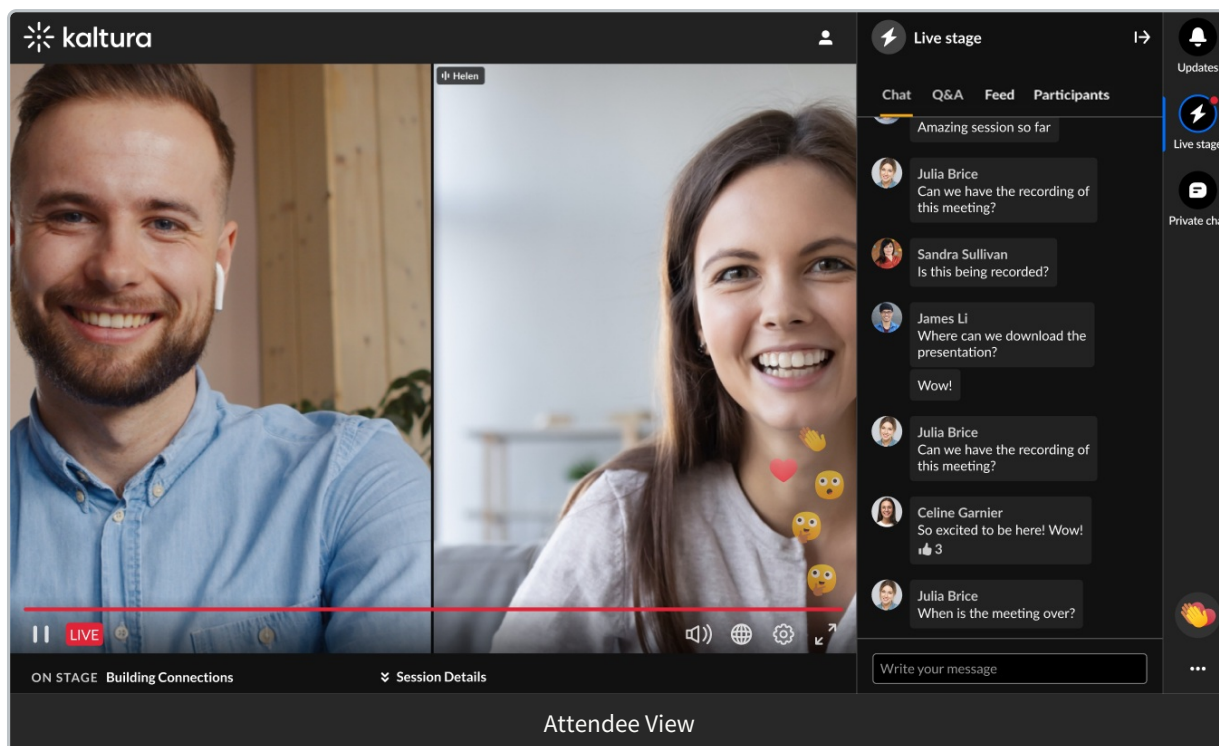 kaltura
Helen
LIVE
ON STAGE Building Connections
Session Details
Live stage
Chat Q&A Feed Participants
Amazing session so far
Julia Brice
Can we have the recording of
this meeting?
Sandra Sullivan
Is this being recorded?
James Li
Where can we download the
presentation?
Wow!
Julia Brice
Can we have the recording of
this meeting?
Celine Garnier
So excited to be here! Wow!
3
Julia Brice
When is the meeting over?
Write your message
Updates
Live stage
Private cha
Attendee View